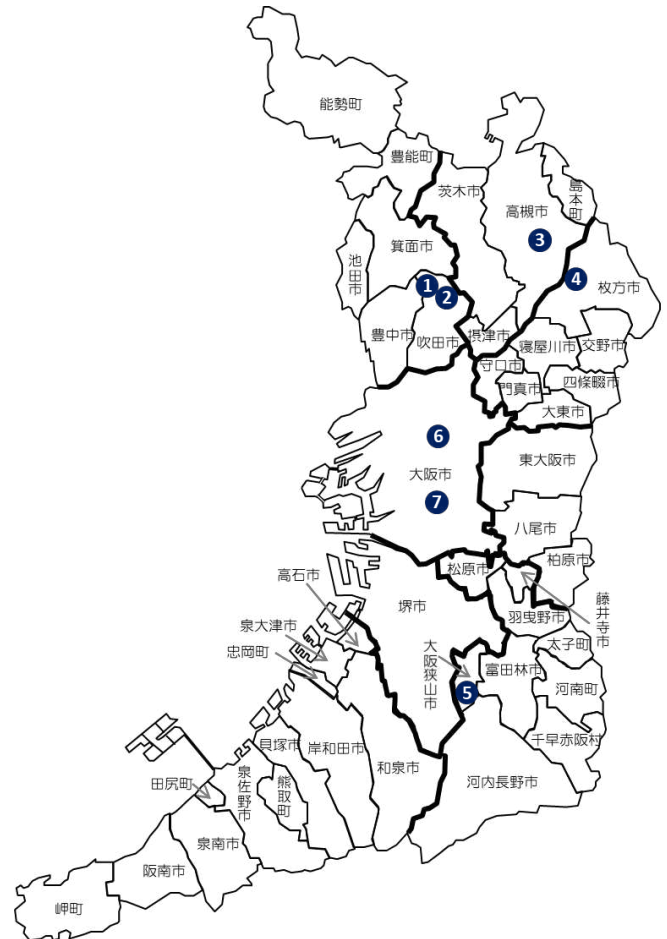 能勢町
豊能町
茨木市
高槻市
島本町
箕面市
池田市
3
4
枚方市
1
2
豊中市
吹田市
摂津市
守口市
寝屋川市
交野市
門真市
四條畷市
大東市
6
大阪市
東大阪市
7
八尾市
高石市
松原市
柏原市
堺市
羽曳野市
藤井寺市
泉大津市
忠岡町
大阪狭山市
5
富田林市
太子町
河南町
千早赤阪村
貝塚市
岸和田市
和泉市
河内長野市
田尻町
泉佐野市
熊取町
泉南市
阪南市
岬町